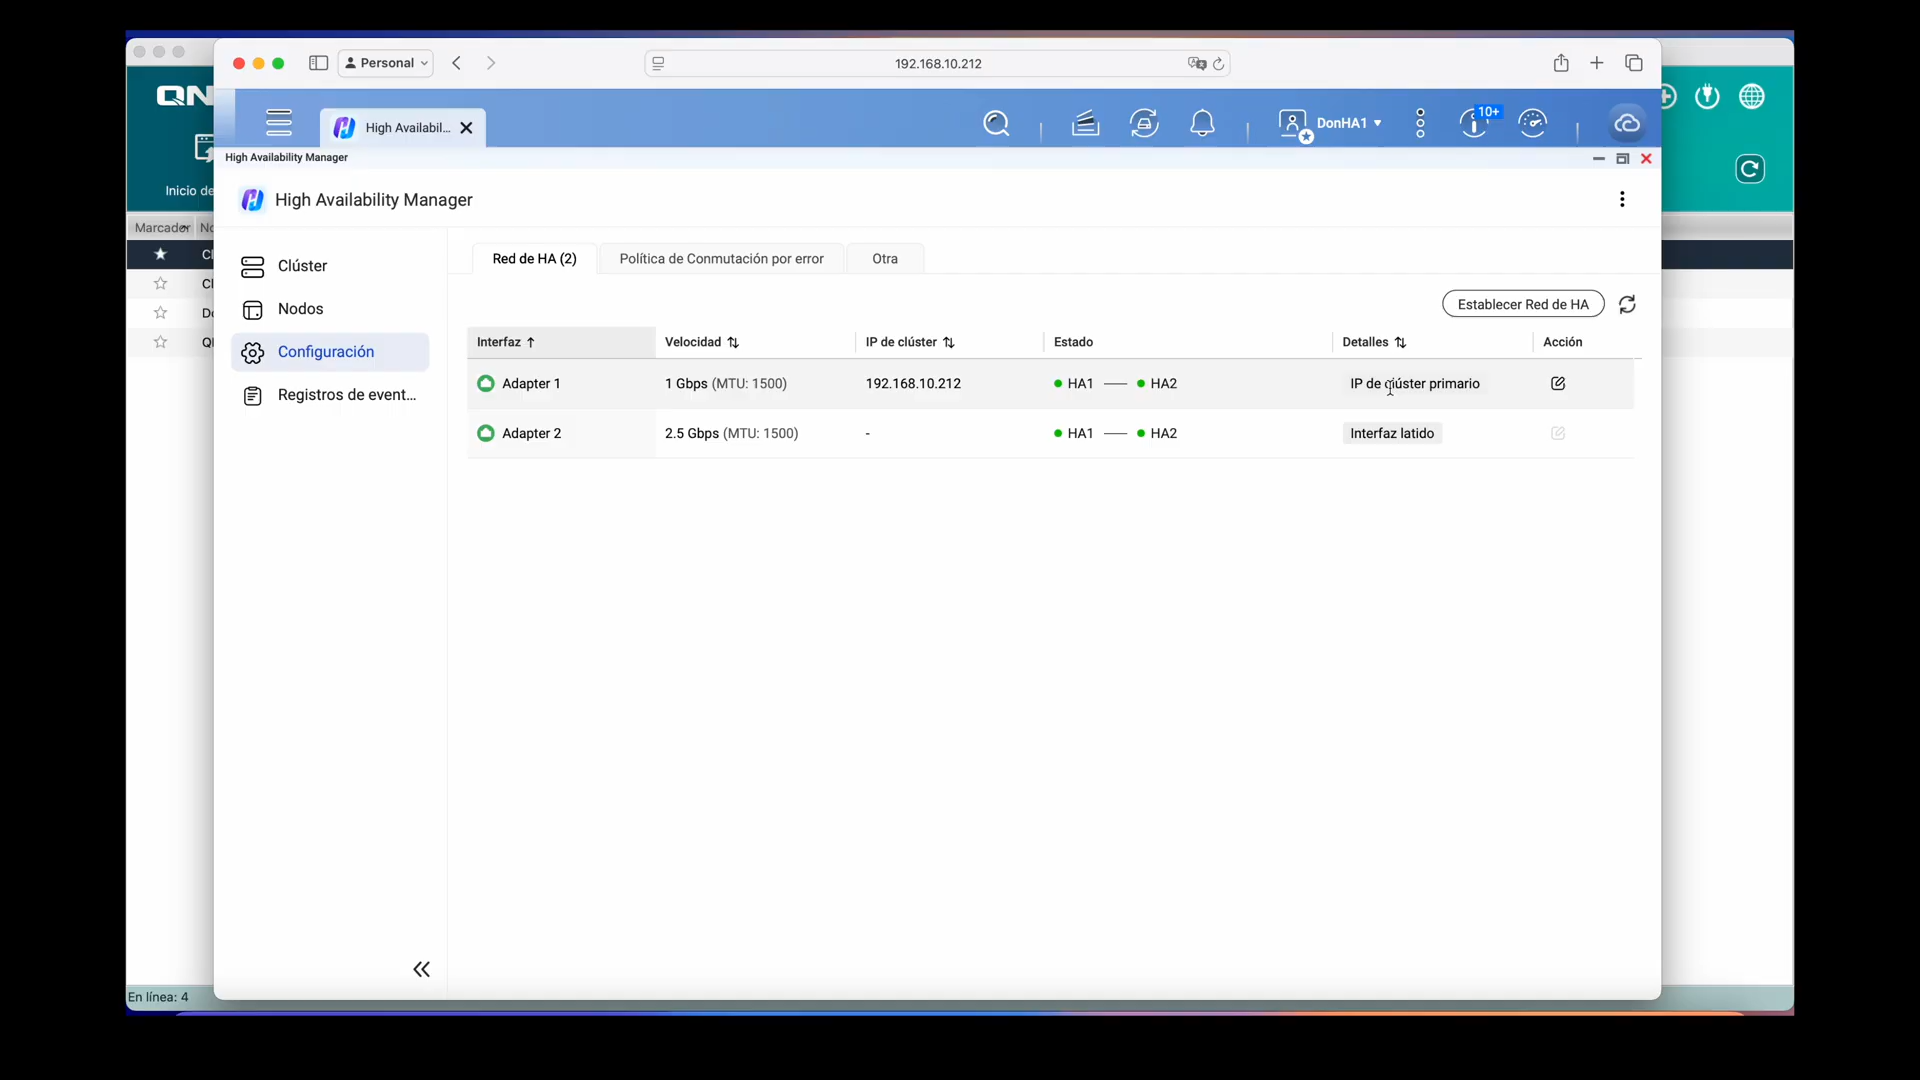 Personal
192.168.10.212
QN
High Availabil...
DonHA1
10+
High Availability Manager
Inicio de
High Availability Manager
Marcador No
Cl
Cl
Do
Clúster
Nodos
Configuración
Registros de event...
Red de HA (2)
Política de Conmutación por error
Otra
Establecer Red de HA
Interfaz
Velocidad
IP de clúster
Estado
Detalles
Acción
Adapter 1
1 Gbps (MTU: 1500)
192.168.10.212
HA1
HA2
IP de clúster primario
Adapter 2
2.5 Gbps (MTU: 1500)
-
HA1
HA2
Interfaz latido
En línea: 4